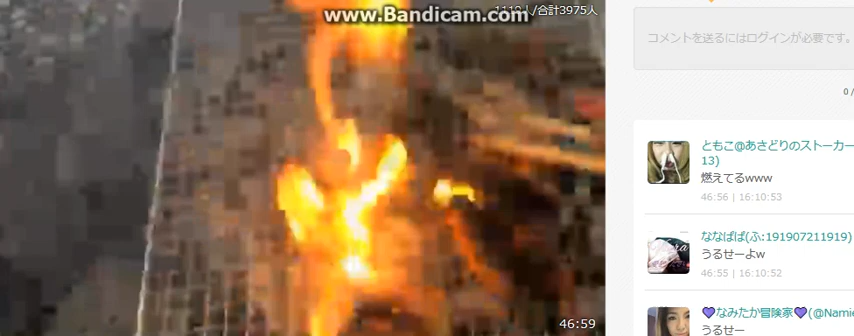 www.Bandicam.com
/合計3975人
コメントを送るにはログインが必要です。
0 /
ともこ@あさどりのストーカー
13)
燃えてるwww
46:56 | 16:10:53
ななぱぱ(ふ:191907211919)
うるせーよw
46:55 | 16:10:52
💜なみたか冒険家💜(@Namie
うるせー
46:59